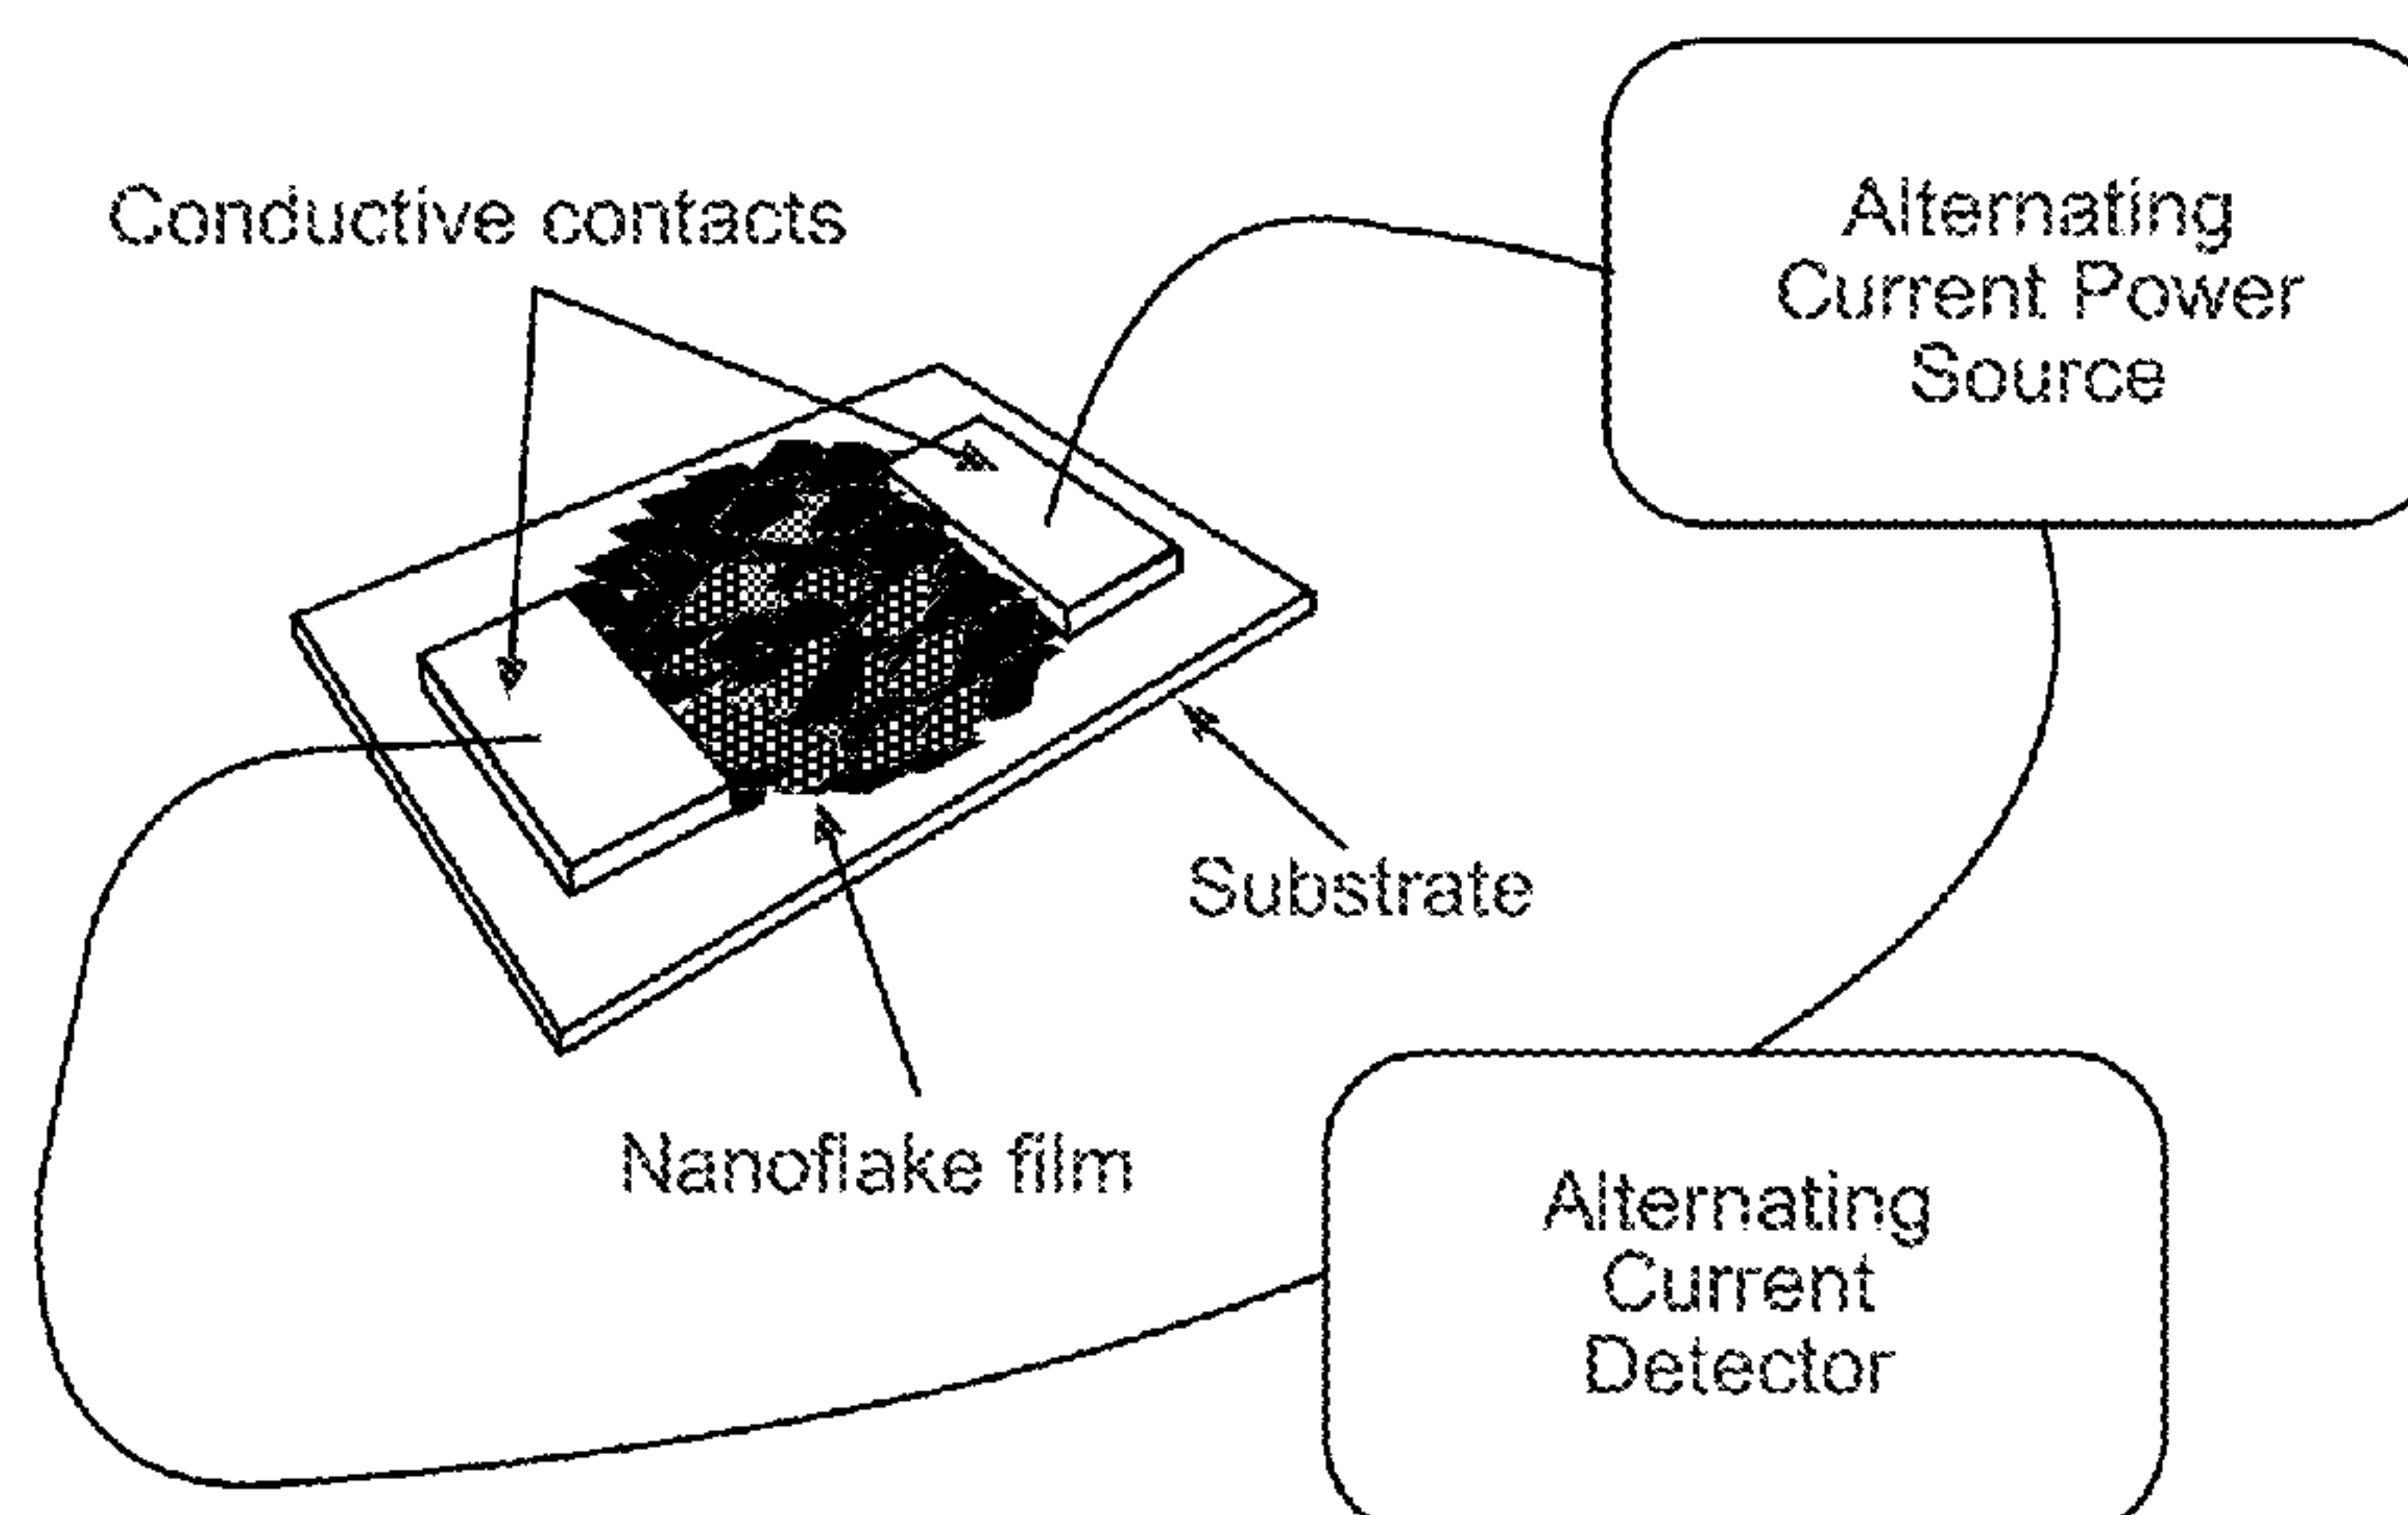 Conductive contacts
Alternating
Current Power
Source
Substrate
Nanoflake film
Alternating
Current
Detector